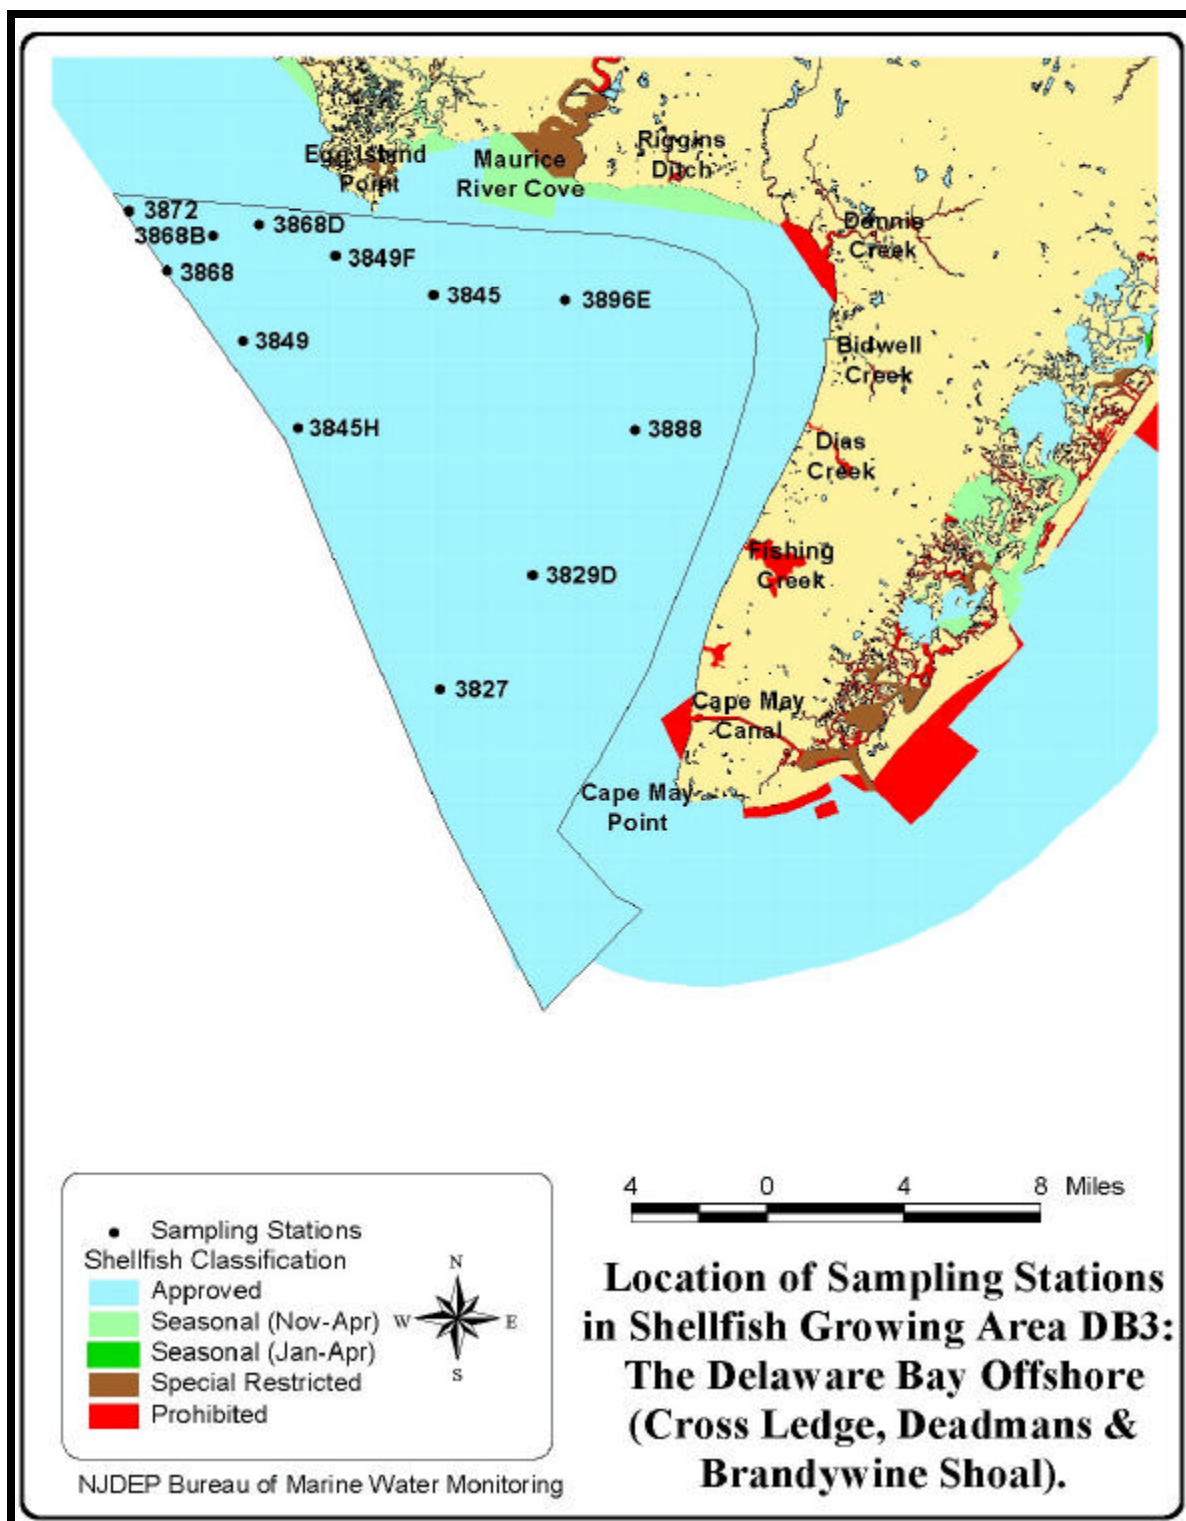 Egg Island
Point
Maurice
River Cove
Riggins
Ditch
3872
3868B
3868D
3868
3849F
Dennis
Creek
3845
3896E
3849
Bidwell
Creek
3845H
3888
Dias
Creek
Fishing
Creek
3829D
3827
Cape May
Canal
Cape May
Point
4 0 4 8 Miles
Sampling Stations
Shellfish Classification
Approved
Seasonal (Nov-Apr)
Seasonal (Jan-Apr)
Special Restricted
Prohibited
N
W E
S
Location of Sampling Stations
in Shellfish Growing Area DB3:
The Delaware Bay Offshore
(Cross Ledge, Deadmans &
Brandywine Shoal).
NJDEP Bureau of Marine Water Monitoring